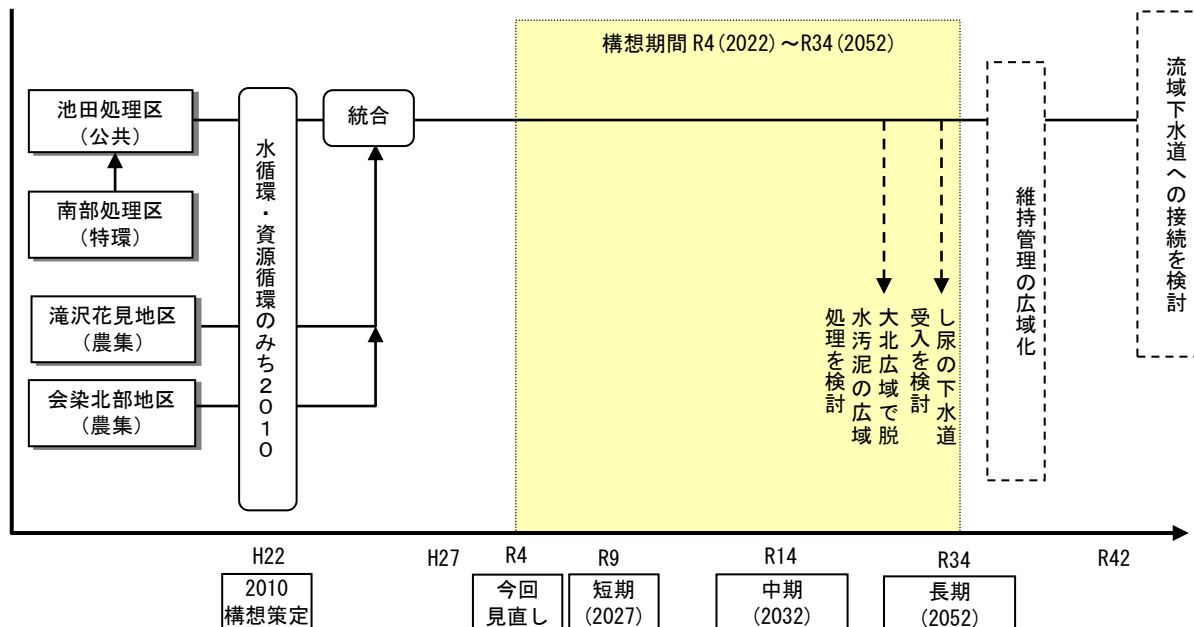 構想期間 R4(2022)～R34(2052)
池田処理区
（公共）
南部処理区
（特環）
滝沢花見地区
（農集）
会染北部地区
（農集）
水循環・資源循環のみち2010
統合
大北広域で脱
水汚泥の広域
処理を検討
し尿の下水道
受入を検討
維持管理の広域化
流域下水道への接続を検討
H22
H27
R4
R9
R14
R34
R42
2010
構想策定
今回
見直し
短期
(2027)
中期
(2032)
長期
(2052)